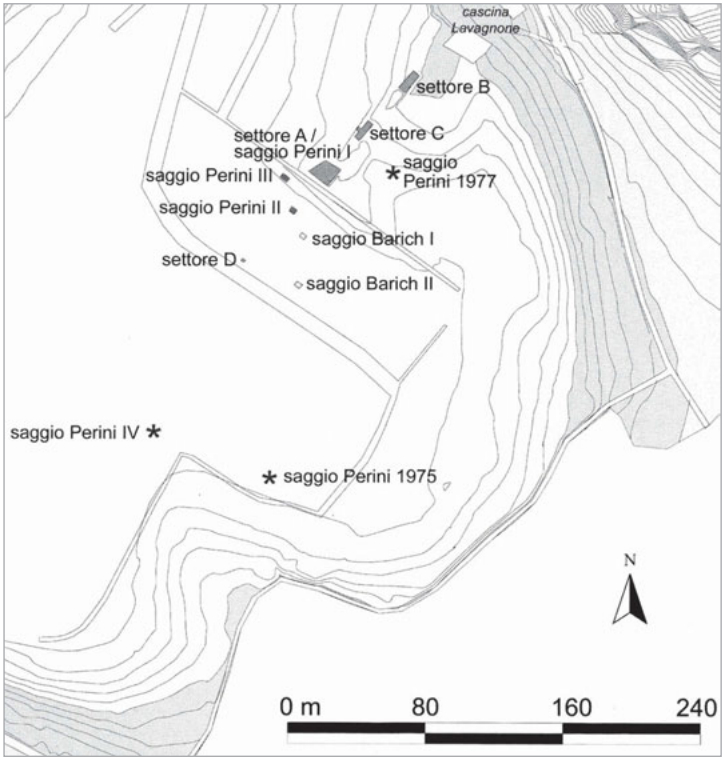 cascina
Lavagnone
settore B
settore C
settore A /
saggio Perini I
saggio
Perini 1977
saggio Perini III
saggio Perini II
saggio Barich I
settore D
saggio Barich II
saggio Perini IV
saggio Perini 1975
N
0 m 80 160 240